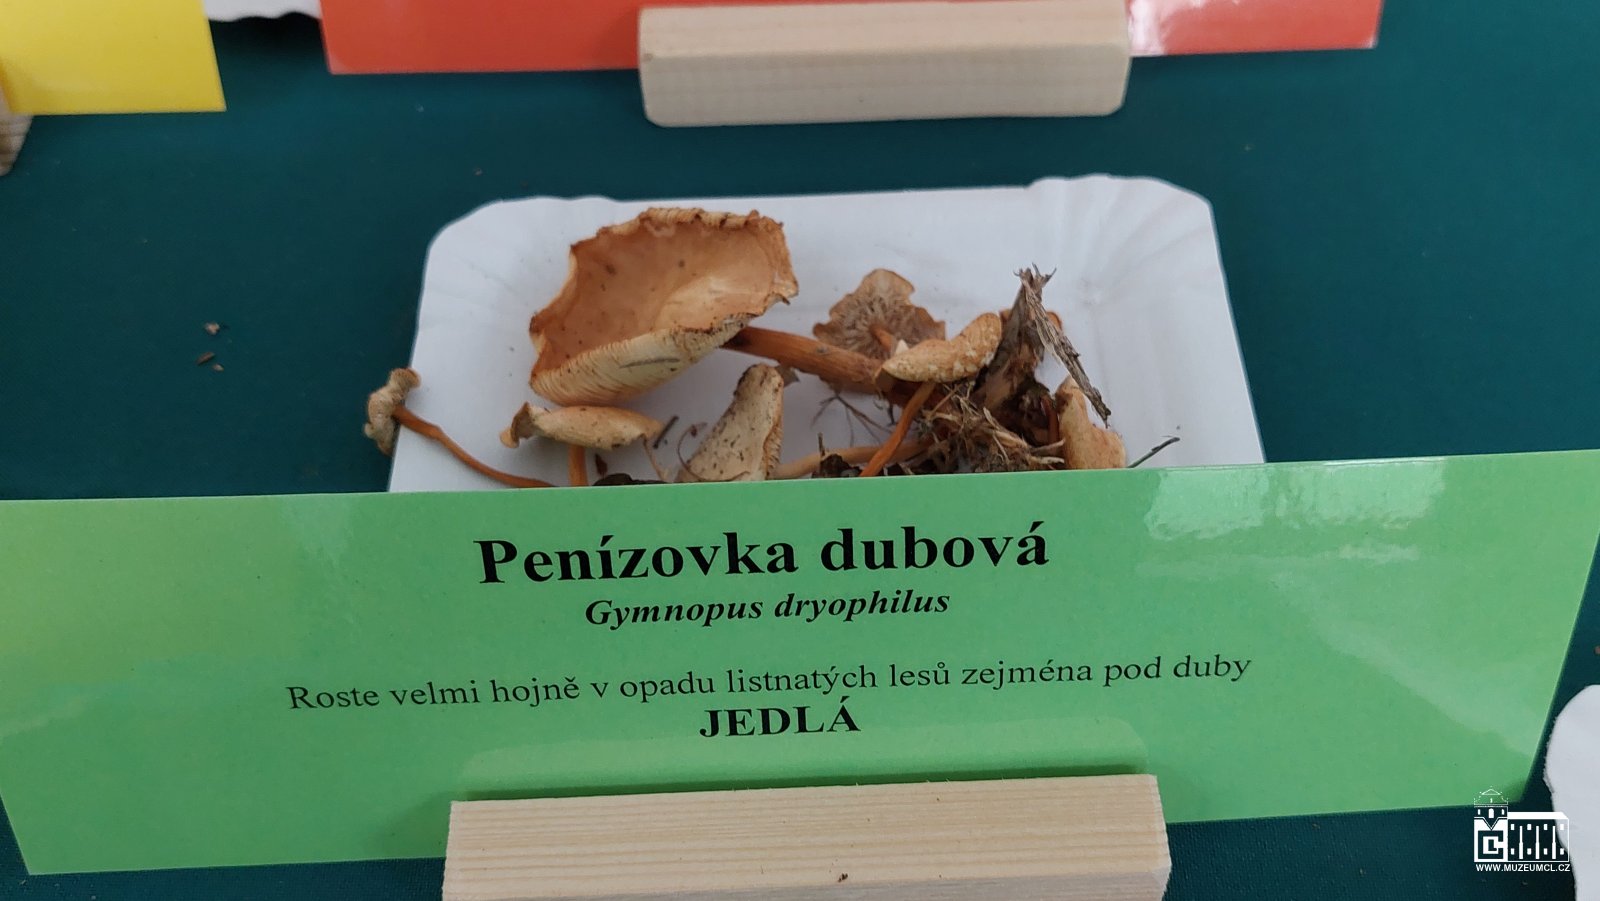 Penízovka dubová
Gymnopus dryophilus
Roste velmi hojně v opadu listnatých lesů zejména pod duby
JEDLÁ
WWW.MUZEUMCL.CZ